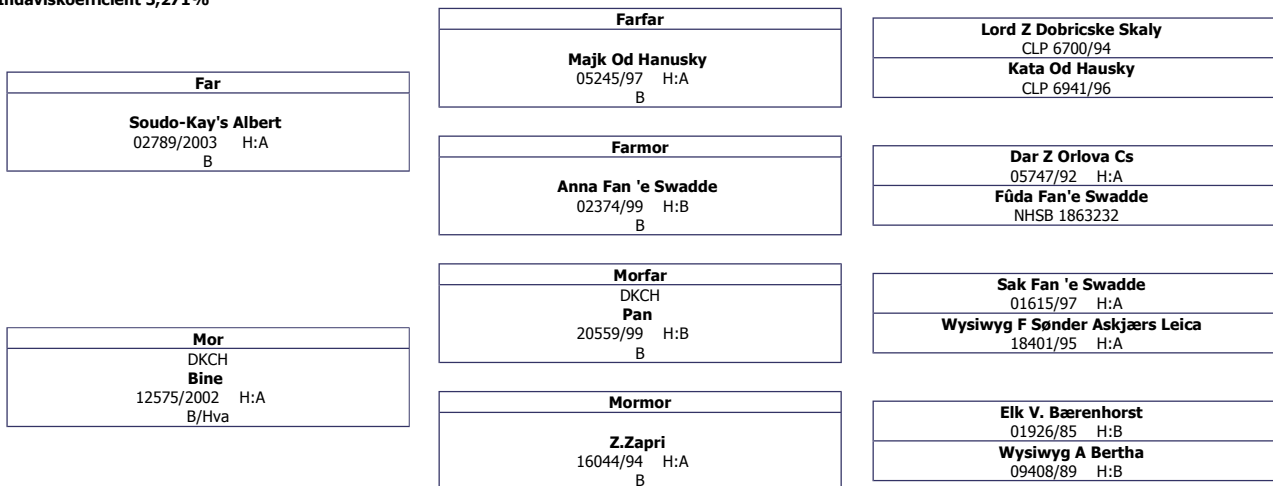 Indavlskoefficient
Far
Soudo-Kay's Albert
02789/2003 H:A
B
Mor
DKCH
Bine
12575/2002 H:A
B/Hva
Farfar
Majk Od Hanusky
05245/97 H:A
B
Farmor
Anna Fan 'e Swadde
02374/99 H:B
B
Morfar
DKCH
Pan
20559/99 H:B
B
Mormor
Z.Zapri
16044/94 H:A
B
Lord Z Dobricske Skaly
CLP 6700/94
Kata Od Hausky
CLP 6941/96
Dar Z Orlova Cs
05747/92 H:A
Fûda Fan'e Swadde
NHSB 1863232
Sak Fan 'e Swadde
01615/97 H:A
Wysiwyg F Sønder Askjærs Leica
18401/95 H:A
Elk V. Bærenhorst
01926/85 H:B
Wysiwyg A Bertha
09408/89 H:B